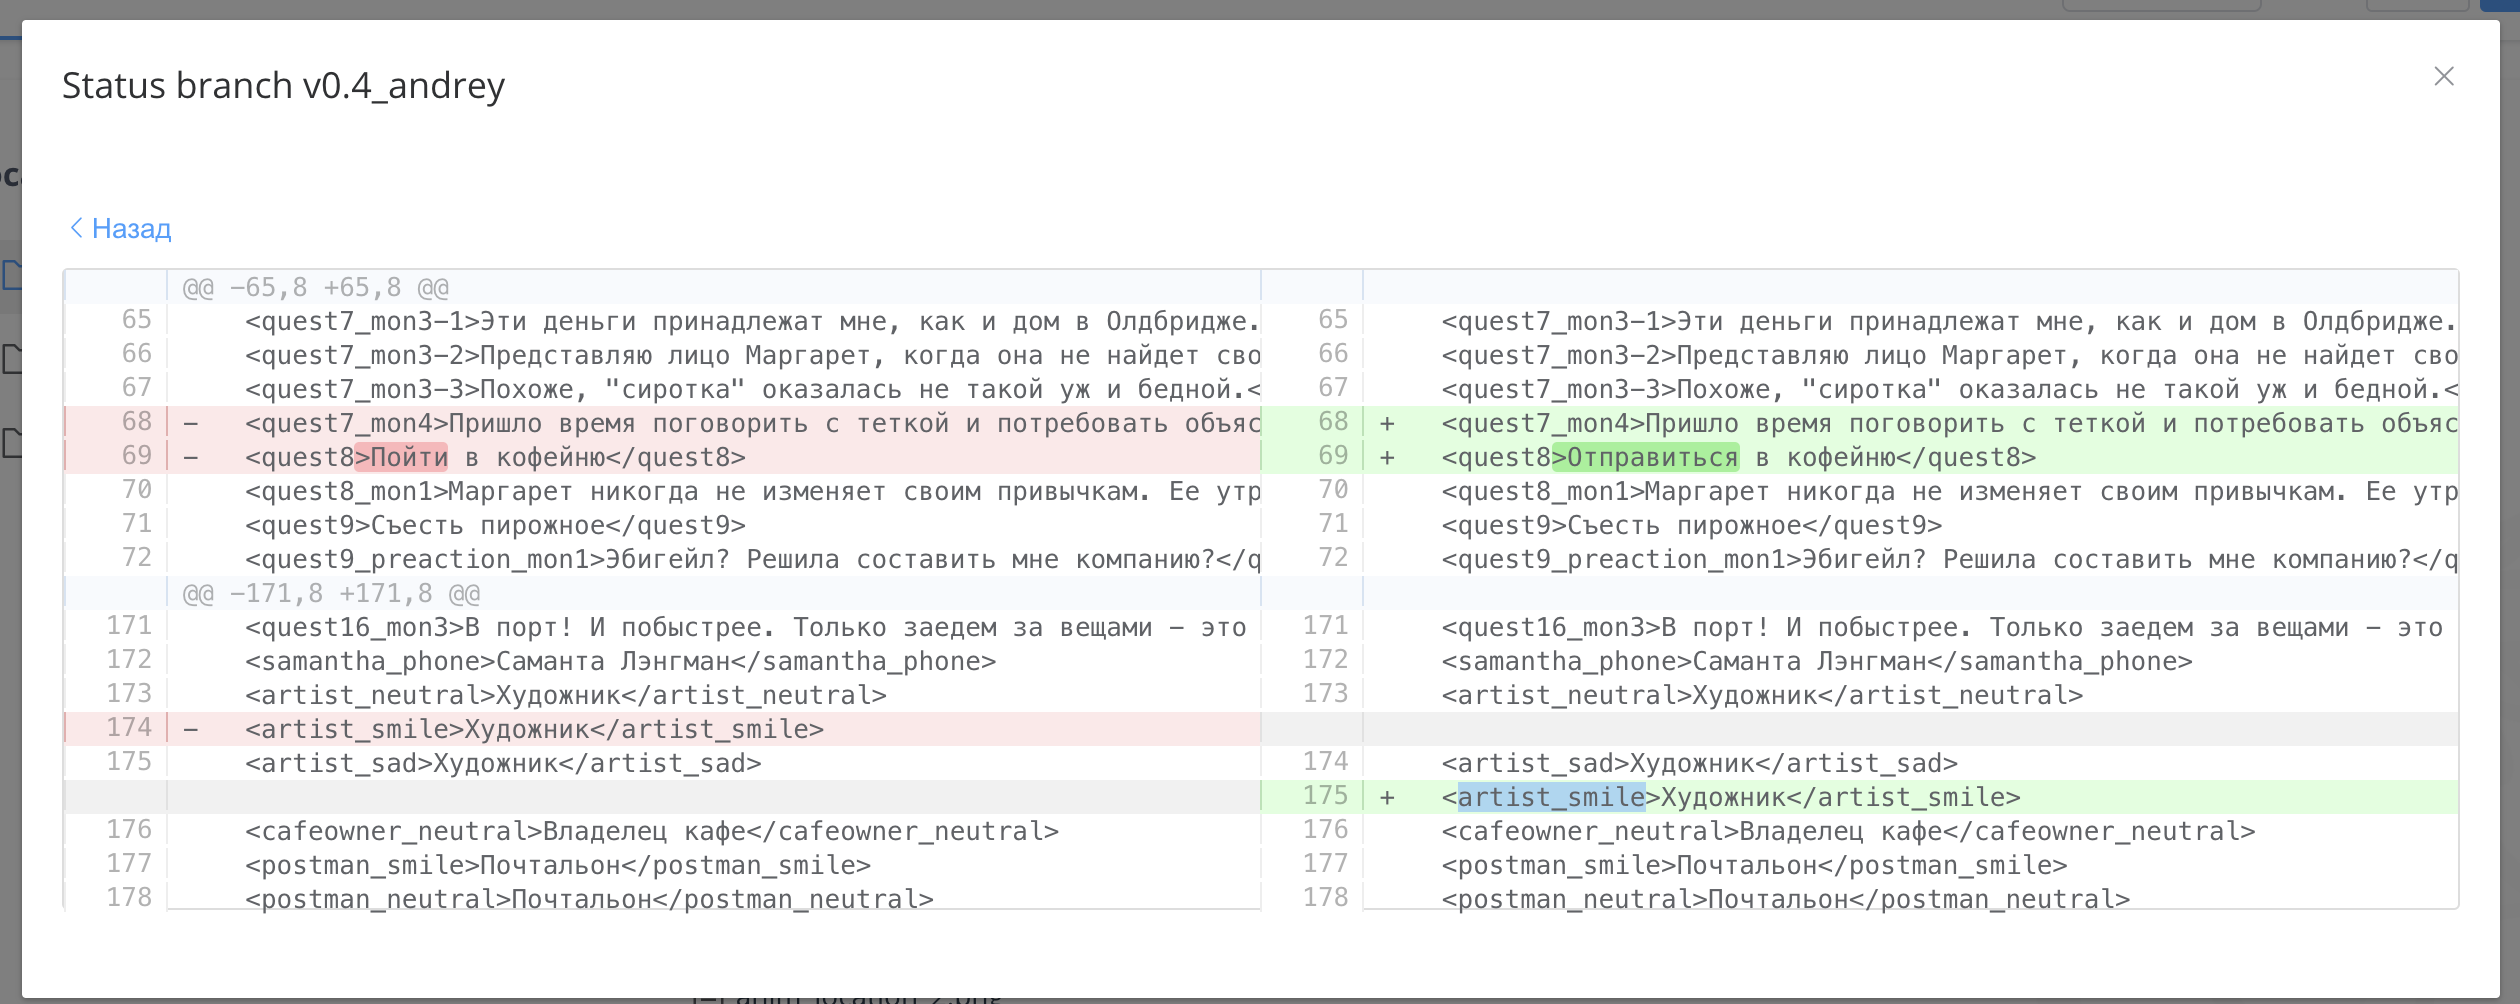 Status branch v0.4_andrey
Назад
@@ -65,8 +65,8 @@
65 <quest7_mon3-1>Эти деньги принадлежат мне, как и дом в Олдбридже. 65 <quest7_mon3-1>Эти деньги принадлежат мне, как и дом в Олдбридже.
66 <quest7_mon3-2>Представляю лицо Маргарет, когда она не найдет сво 66 <quest7_mon3-2>Представляю лицо Маргарет, когда она не найдет сво
67 <quest7_mon3-3>Похоже, "сиротка" оказалась не такой уж и бедной.< 67 <quest7_mon3-3>Похоже, "сиротка" оказалась не такой уж и бедной.<
68 - <quest7_mon4>Пришло время поговорить с теткой и потребовать объяс 68 + <quest7_mon4>Пришло время поговорить с теткой и потребовать объяс
69 - <quest8>Пойти в кофейню</quest8> 69 + <quest8>Отправиться в кофейню</quest8>
70 <quest8_mon1>Маргарет никогда не изменяет своим привычкам. Ее утр 70 <quest8_mon1>Маргарет никогда не изменяет своим привычкам. Ее утр
71 <quest9>Съесть пирожное</quest9> 71 <quest9>Съесть пирожное</quest9>
72 <quest9_preaction_mon1>Эбигейл? Решила составить мне компанию?</q 72 <quest9_preaction_mon1>Эбигейл? Решила составить мне компанию?</q
@@ -171,8 +171,8 @@
171 <quest16_mon3>В порт! И побыстрее. Только заедем за вещами - это 171 <quest16_mon3>В порт! И побыстрее. Только заедем за вещами - это
172 <samantha_phone>Саманта Лэнгман</samantha_phone> 172 <samantha_phone>Саманта Лэнгман</samantha_phone>
173 <artist_neutral>Художник</artist_neutral> 173 <artist_neutral>Художник</artist_neutral>
174 - <artist_smile>Художник</artist_smile>
175 <artist_sad>Художник</artist_sad> 174 <artist_sad>Художник</artist_sad>
175 + <artist_smile>Художник</artist_smile>
176 <cafeowner_neutral>Владелец кафе</cafeowner_neutral> 176 <cafeowner_neutral>Владелец кафе</cafeowner_neutral>
177 <postman_smile>Почтальон</postman_smile> 177 <postman_smile>Почтальон</postman_smile>
178 <postman_neutral>Почтальон</postman_neutral> 178 <postman_neutral>Почтальон</postman_neutral>